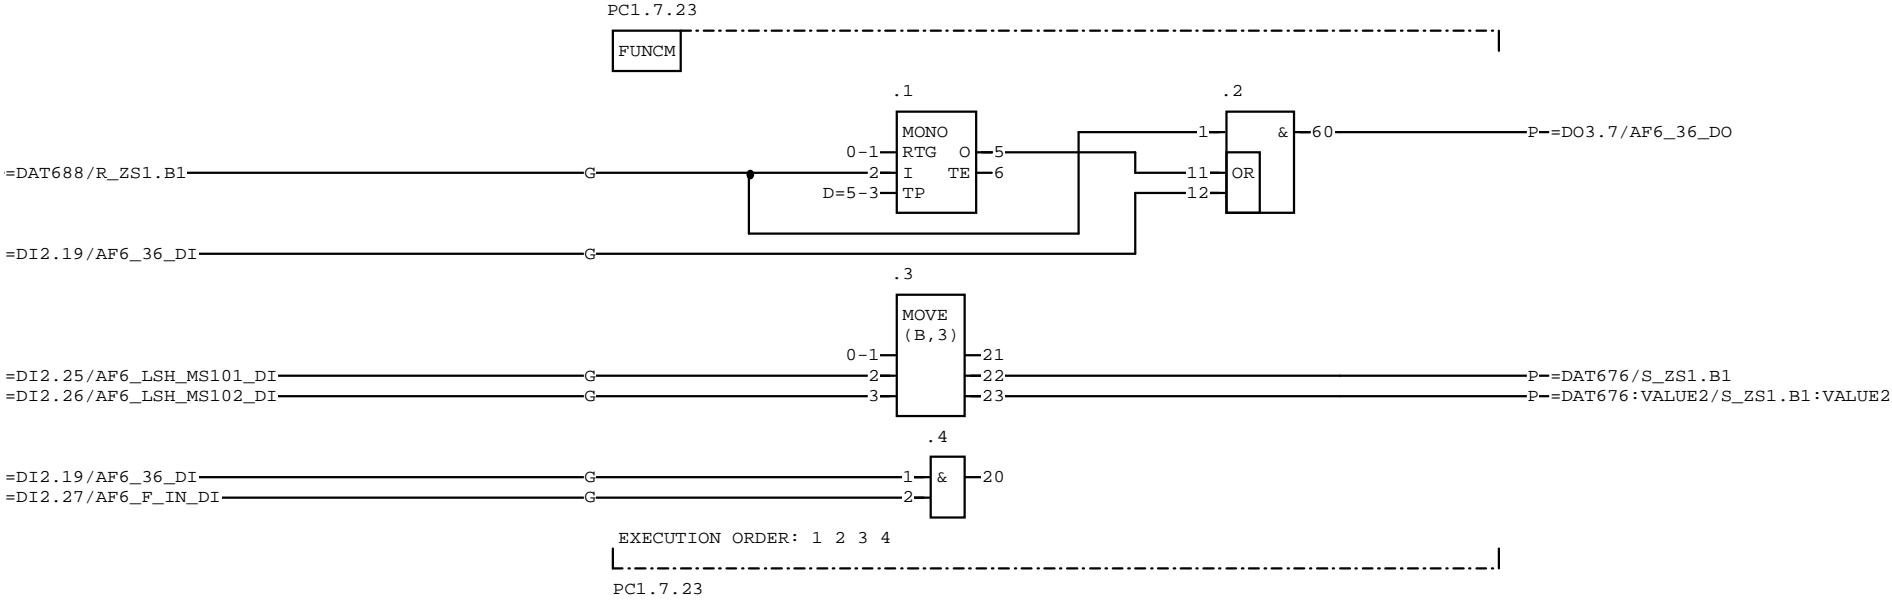 PC1.7.23
FUNCM
.1 .2
MONO & 60 P =DO3.7/AF6_36_DO
1
0-1 RTG O 5
=DAT688/R_ZS1.B1 G 2 I TE 6 11 OR
D=5-3 TP 12
=DI2.19/AF6_36_DI G
.3
MOVE
(B,3)
0-1 21
=DI2.25/AF6_LSH_MS101_DI G 2 22 P =DAT676/S_ZS1.B1
=DI2.26/AF6_LSH_MS102_DI G 3 23 P =DAT676:VALUE2/S_ZS1.B1:VALUE2
.4
=DI2.19/AF6_36_DI G 1 & 20
=DI2.27/AF6_F_IN_DI G 2
EXECUTION ORDER: 1 2 3 4
PC1.7.23